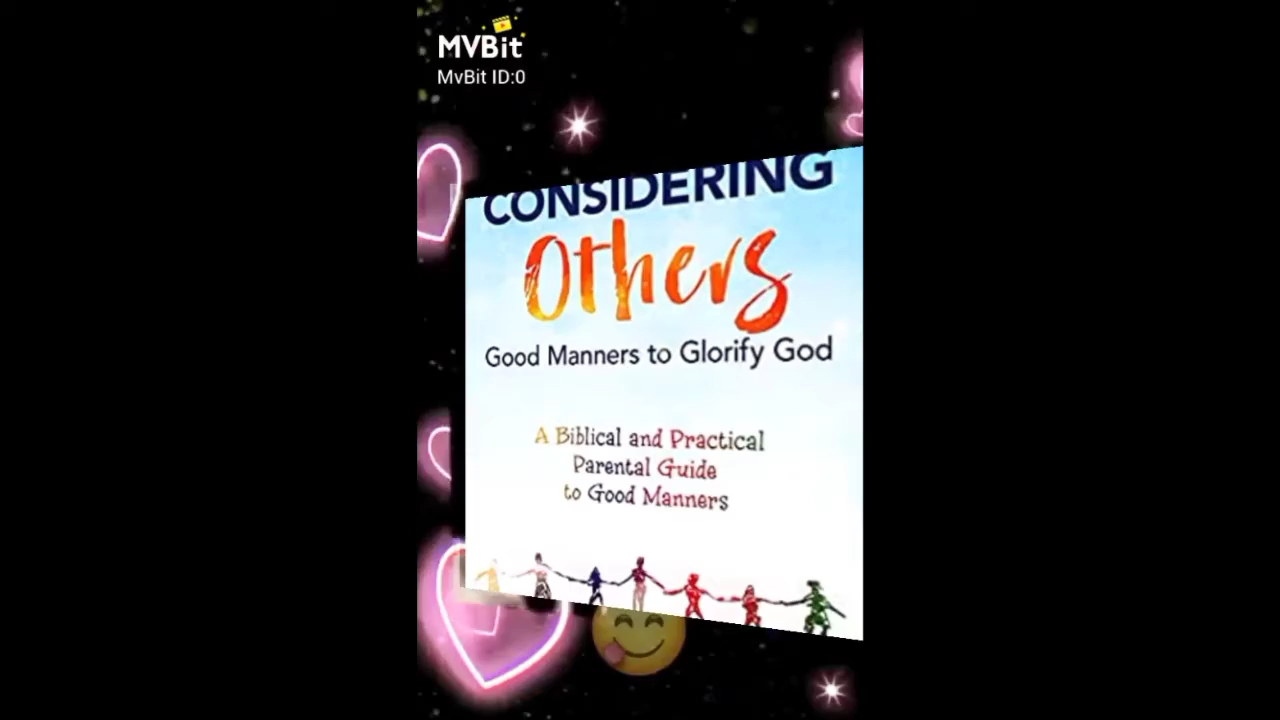 MVBit
MvBit ID:0
CONSIDERING
Others
Good Manners to Glorify God
A Biblical and Practical
Parental Guide
to Good Manners